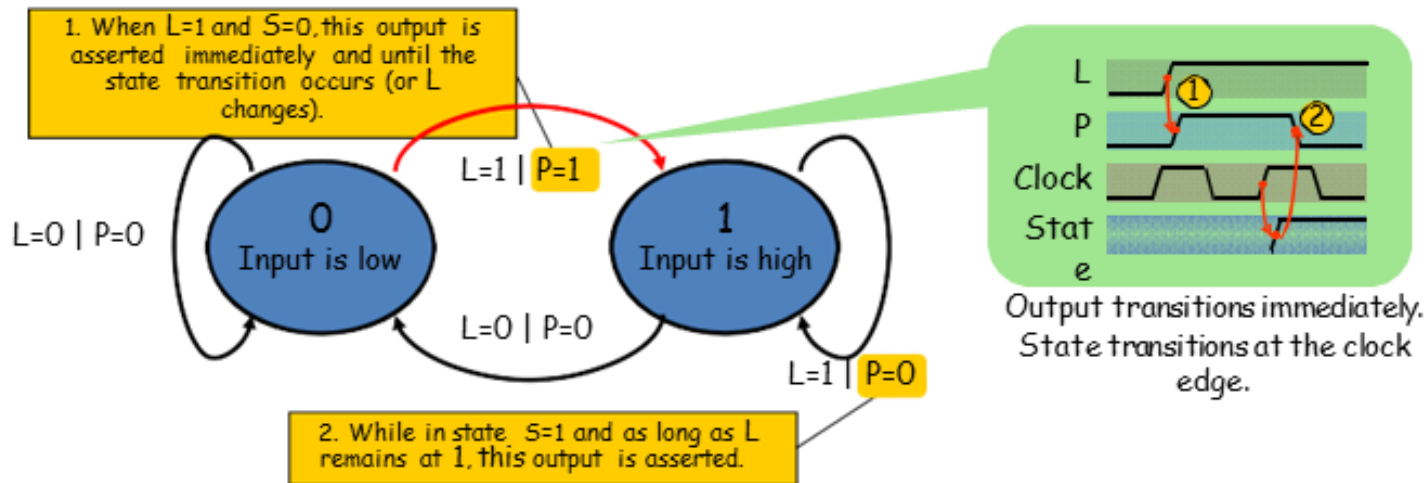 1. When L=1 and S=0, this output is
asserted immediately and until the
state transition occurs (or L
changes).
L=1 | P=1
0
Input is low
1
Input is high
L=0 | P=0
L=0 | P=0
L=1 | P=0
2. While in state S=1 and as long as L
remains at 1, this output is asserted.
L
1
P
2
Clock
Stat
e
Output transitions immediately.
State transitions at the clock
edge.